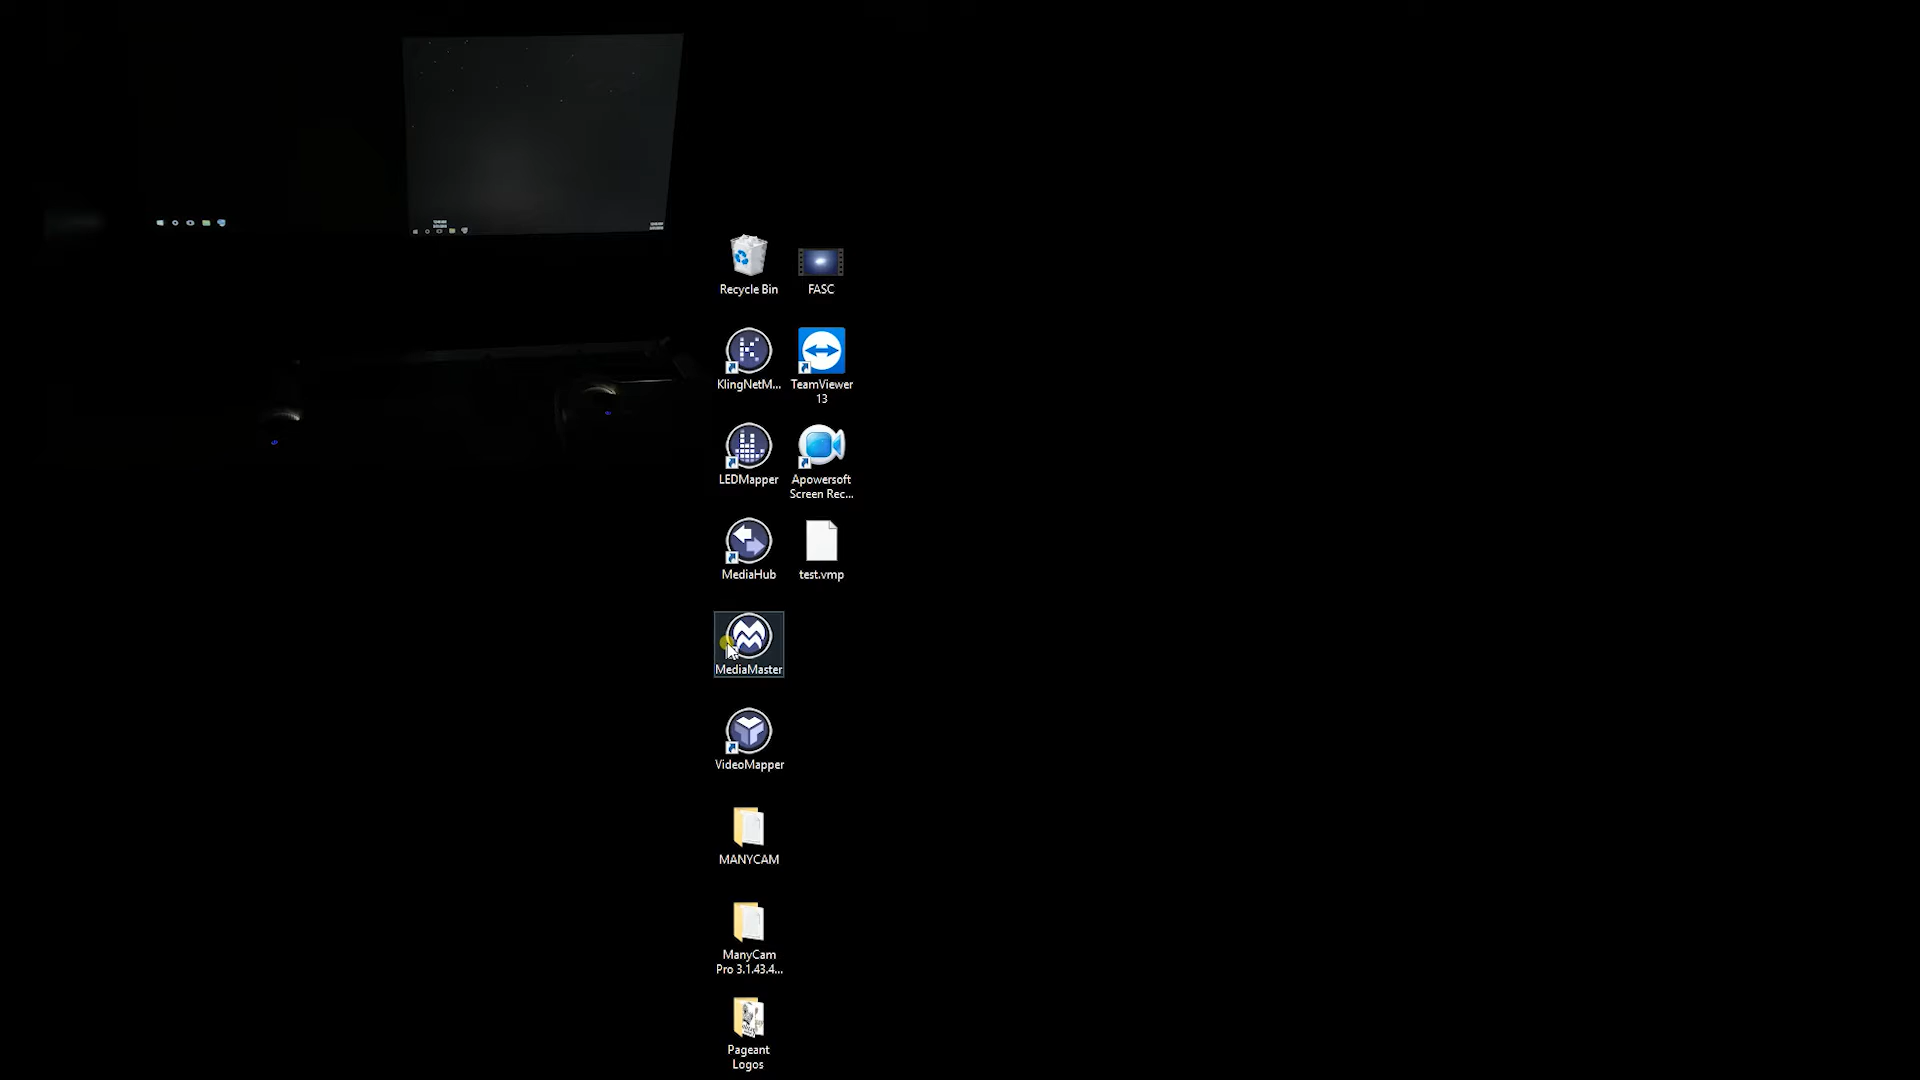 Recycle Bin
FASC
KlingNetM...
TeamViewer
13
LEDMapper
Apowersoft
Screen Rec...
MediaHub
test.vmp
MediaMaster
VideoMapper
MANYCAM
ManyCam
Pro 3.1.43.4...
Pageant
Logos